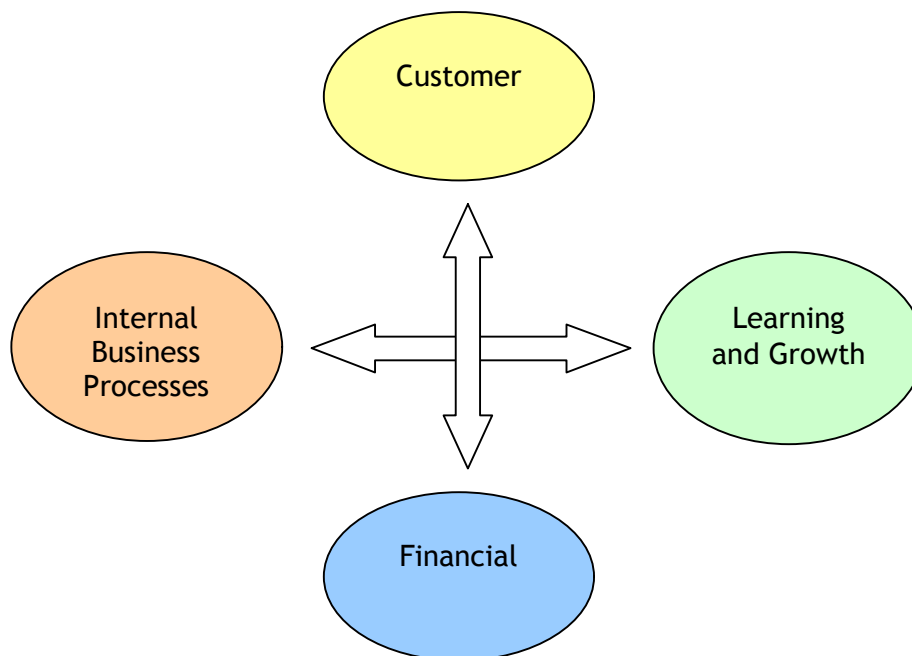 Customer
Internal
Business
Processes
Learning
and Growth
Financial